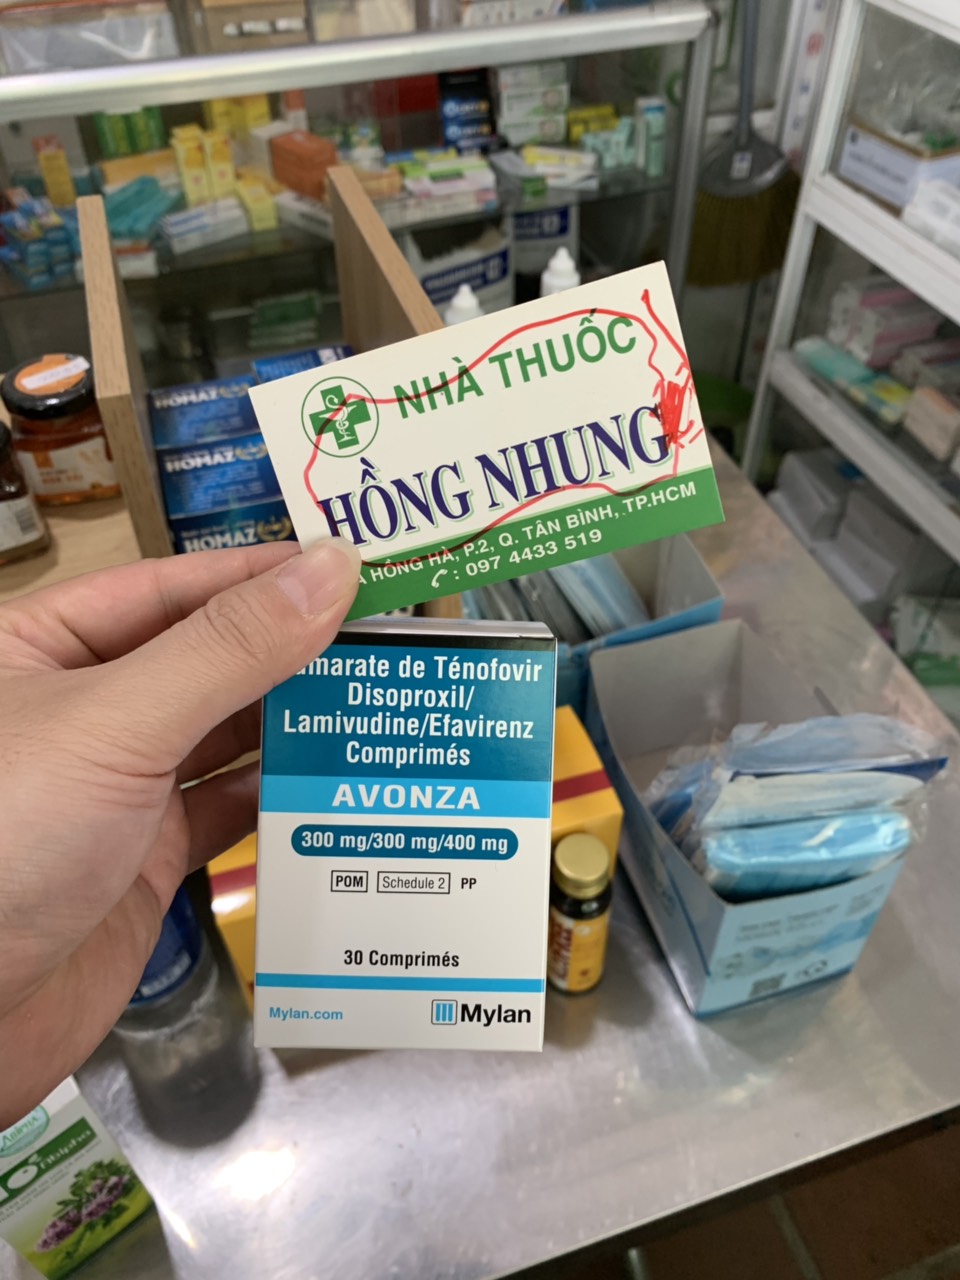 NHÀ THUỐC
HỒNG NHUNG
HỒNG HÀ, P.2, Q. TÂN BÌNH, TP.HCM
: 097 4433 519
de Ténofovir
Disoproxil/
Lamivudine/Efavirenz
Comprimés
AVONZA
300 mg/300 mg/400 mg
POM Schedule 2 PP
30 Comprimés
Mylan.com Mylan
HOMAZ
HOMAZ
HOMAZ